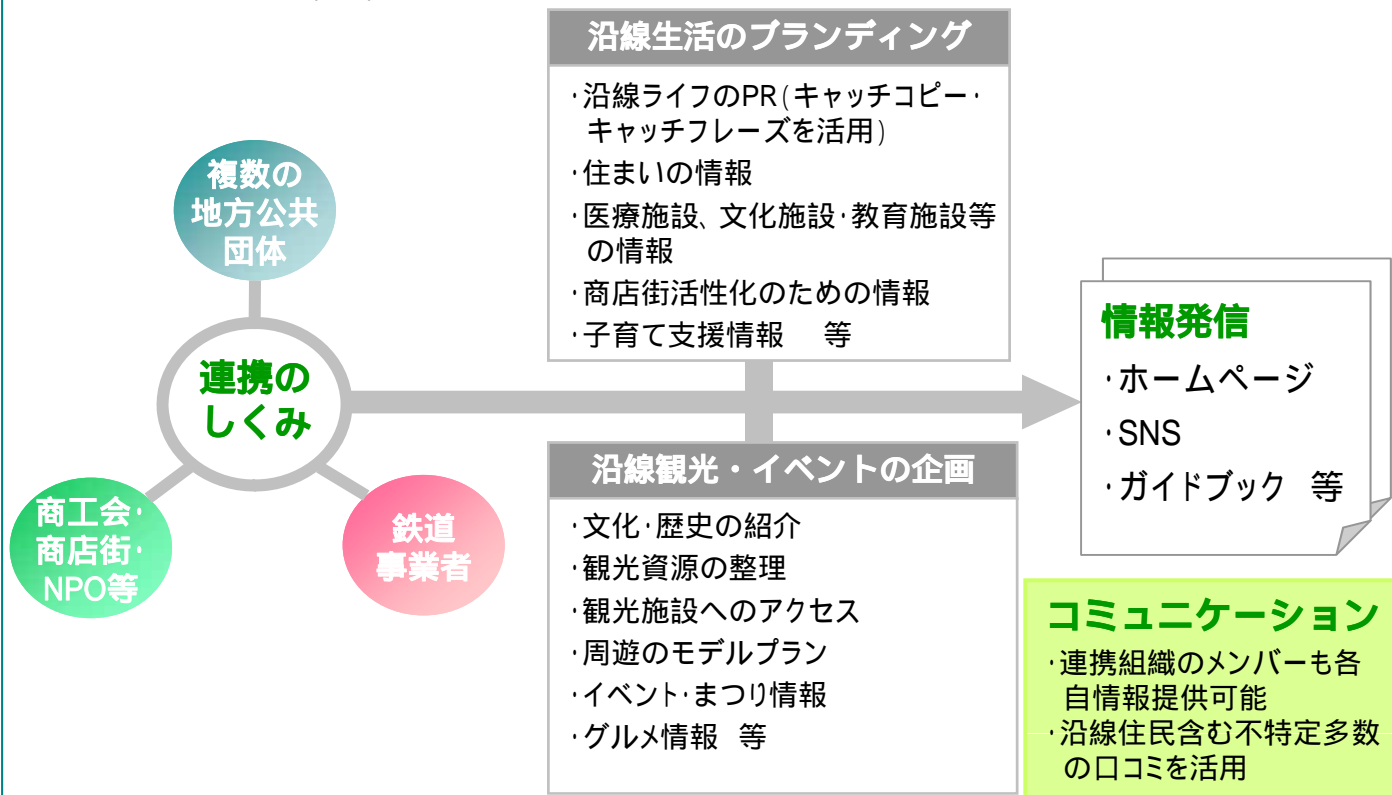 複数の
地方公共
団体
連携の
しくみ
商工会・
商店街・
NPO等
鉄道
事業者
沿線生活のブランディング
・沿線ライフのPR(キャッチコピー・
キャッチフレーズを活用)
・住まいの情報
・医療施設、文化施設・教育施設等
の情報
・商店街活性化のための情報
・子育て支援情報　等
沿線観光・イベントの企画
・文化・歴史の紹介
・観光資源の整理
・観光施設へのアクセス
・周遊のモデルプラン
・イベント・まつり情報
・グルメ情報　等
情報発信
・ホームページ
・SNS
・ガイドブック　等
コミュニケーション
・連携組織のメンバーも各
自情報提供可能
・沿線住民含む不特定多数
の口コミを活用